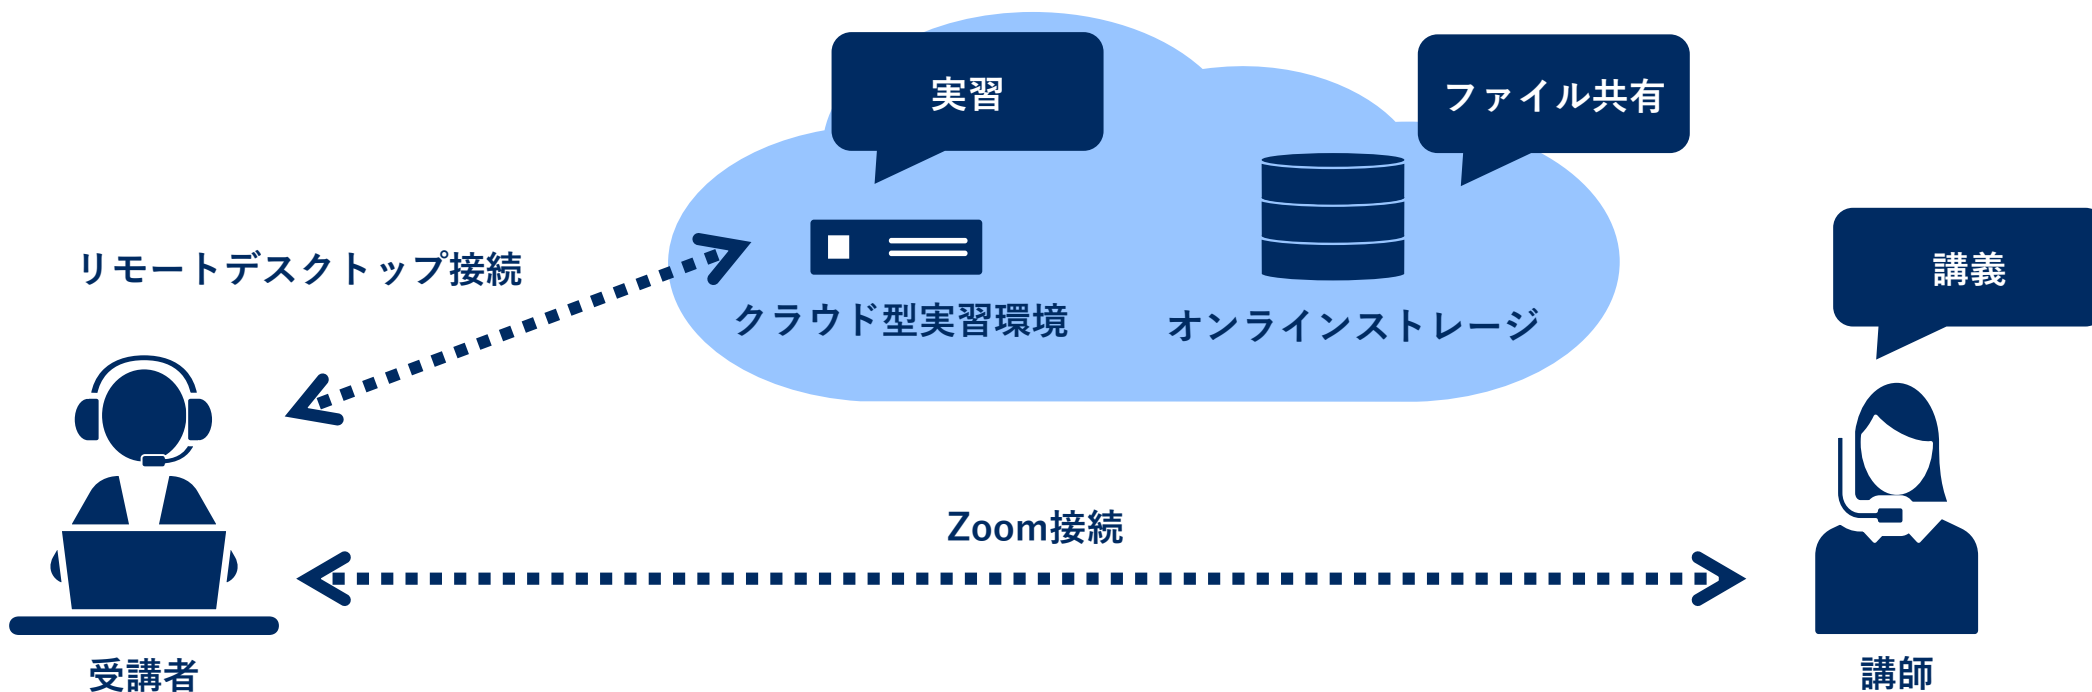 実習
ファイル共有
講義
リモートデスクトップ接続
クラウド型実習環境
オンラインストレージ
Zoom接続
受講者
講師